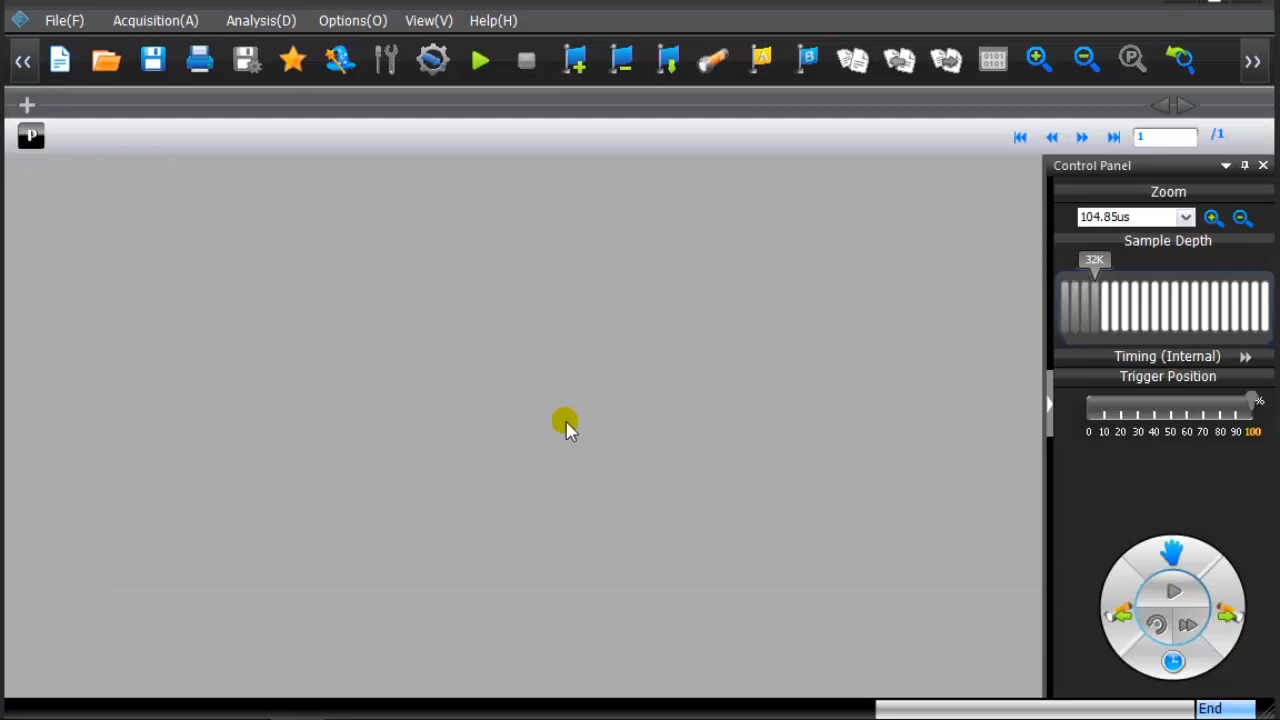 File(F) Acquisition(A) Analysis(D) Options(O) View(V) Help(H)
<< A B 0101 P >>
P 1 /1
Control Panel
Zoom
104.85us
Sample Depth
32K
Timing (Internal)
Trigger Position
%
0 10 20 30 40 50 60 70 80 90 100
End